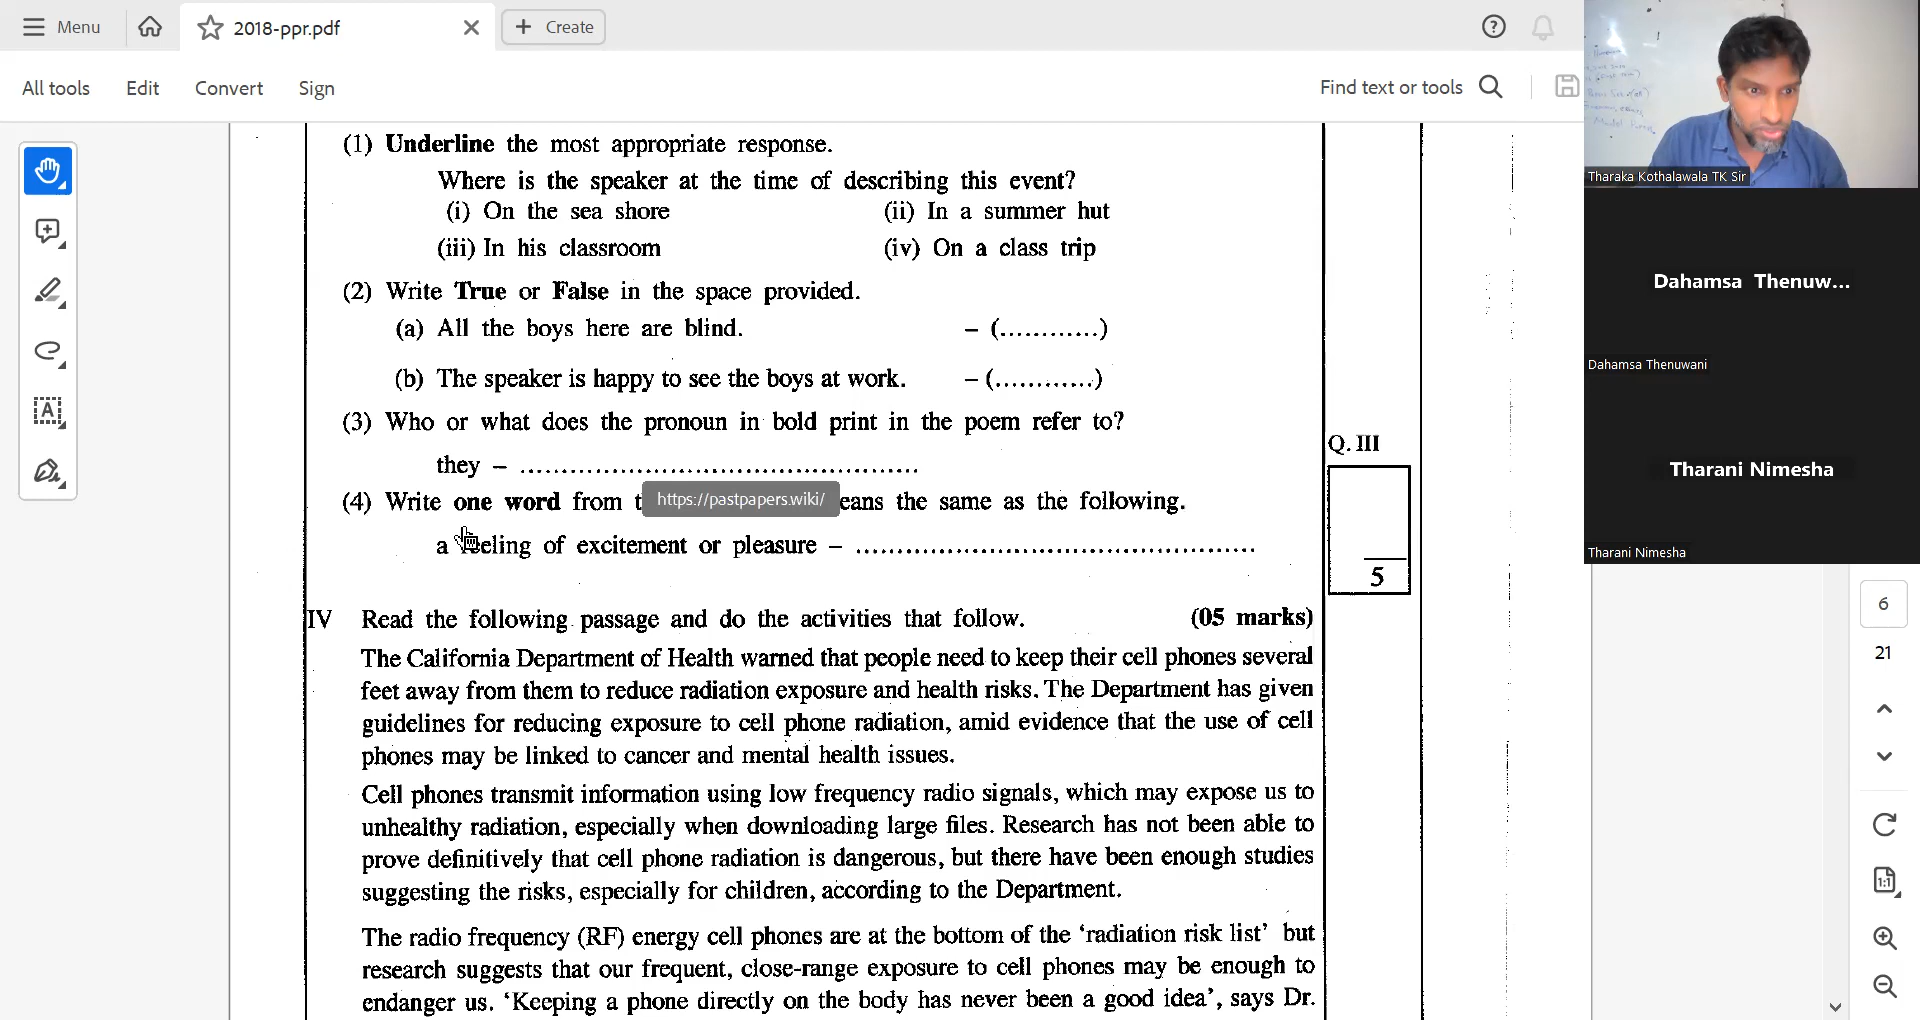 Menu
2018-ppr.pdf
Create
All tools
Edit
Convert
Sign
Find text or tools
(1) Underline the most appropriate response.
Where is the speaker at the time of describing this event?
(i) On the sea shore (ii) In a summer hut
(iii) In his classroom (iv) On a class trip
(2) Write True or False in the space provided.
(a) All the boys here are blind. – (............)
(b) The speaker is happy to see the boys at work. – (............)
(3) Who or what does the pronoun in bold print in the poem refer to?
they – ................................................
(4) Write one word from t https://pastpapers.wiki/ eans the same as the following.
a eeling of excitement or pleasure – ................................................
Q. III
5
IV Read the following passage and do the activities that follow. (05 marks)
The California Department of Health warned that people need to keep their cell phones several
feet away from them to reduce radiation exposure and health risks. The Department has given
guidelines for reducing exposure to cell phone radiation, amid evidence that the use of cell
phones may be linked to cancer and mental health issues.
Cell phones transmit information using low frequency radio signals, which may expose us to
unhealthy radiation, especially when downloading large files. Research has not been able to
prove definitively that cell phone radiation is dangerous, but there have been enough studies
suggesting the risks, especially for children, according to the Department.
The radio frequency (RF) energy cell phones are at the bottom of the ‘radiation risk list’ but
research suggests that our frequent, close-range exposure to cell phones may be enough to
endanger us. ‘Keeping a phone directly on the body has never been a good idea’, says Dr.
Tharaka Kothalawala TK Sir
Dahamsa Thenuw...
Dahamsa Thenuwani
Tharani Nimesha
Tharani Nimesha
6
21
1:1